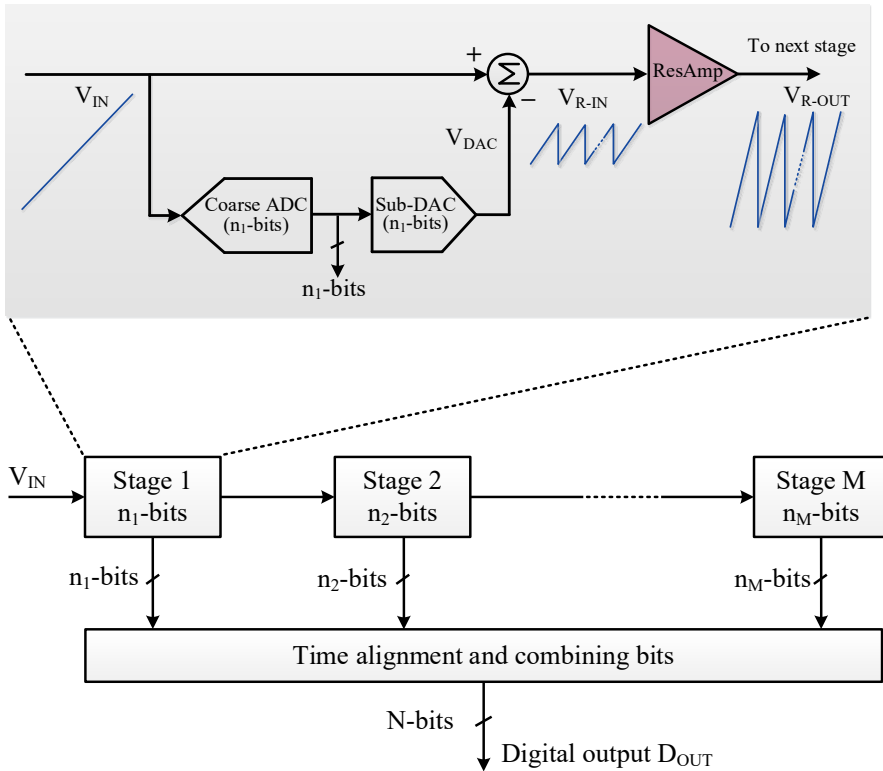 To next stage
+
Σ
ResAmp
V_IN
−
V_R-IN
V_R-OUT
V_DAC
Coarse ADC
(n₁-bits)
Sub-DAC
(n₁-bits)
n₁-bits
V_IN
Stage 1
n₁-bits
Stage 2
n₂-bits
Stage M
n_M-bits
n₁-bits
n₂-bits
n_M-bits
Time alignment and combining bits
N-bits
Digital output D_OUT